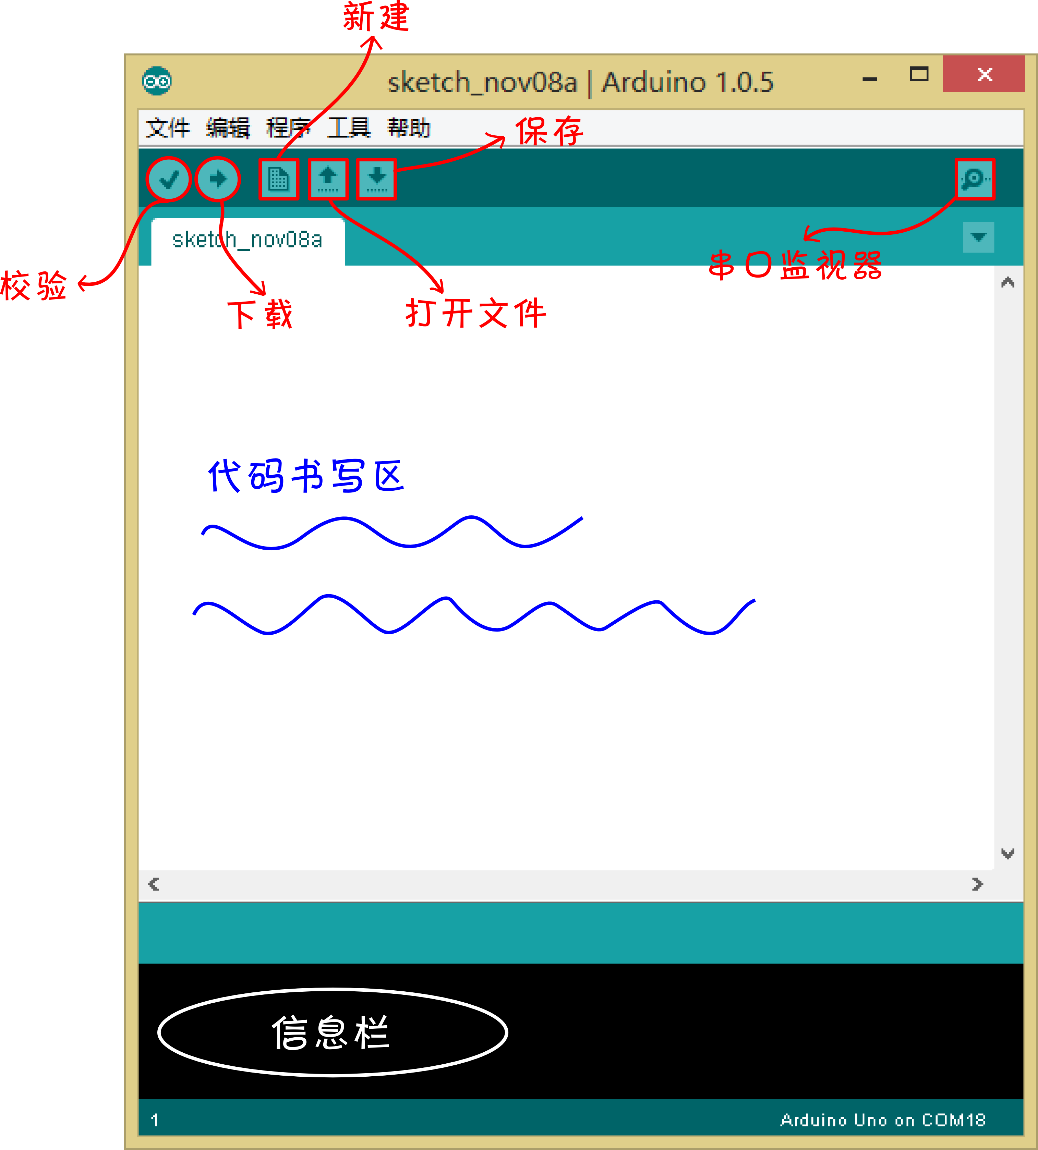 新建
sketch_nov08a | Arduino 1.0.5
文件 编辑 程序 工具 帮助
保存
sketch_nov08a
串口监视器
校验
下载
打开文件
代码书写区
信息栏
1
Arduino Uno on COM18